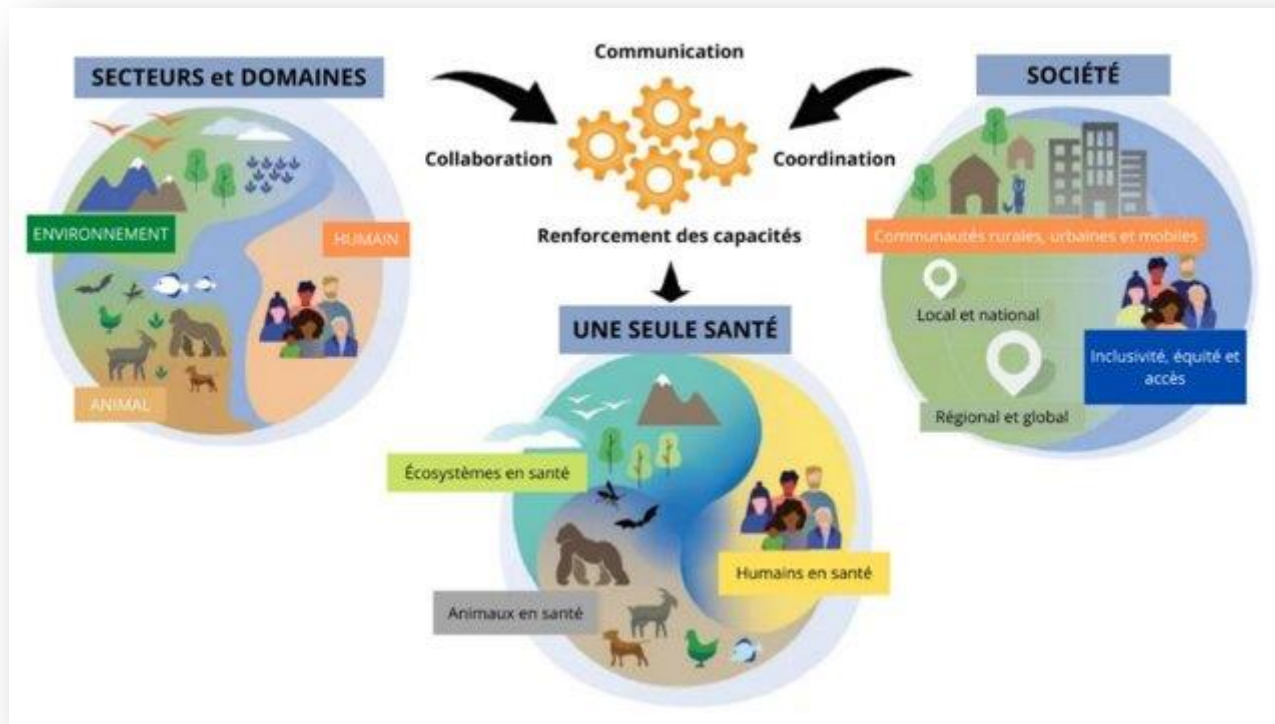 Communication
SECTEURS et DOMAINES
SOCIÉTÉ
Collaboration
Coordination
ENVIRONNEMENT
HUMAIN
Renforcement des capacités
Communautés rurales, urbaines et mobiles
Local et national
UNE SEULE SANTÉ
Inclusivité, équité et
accès
ANIMAL
Régional et global
Écosystèmes en santé
Humains en santé
Animaux en santé